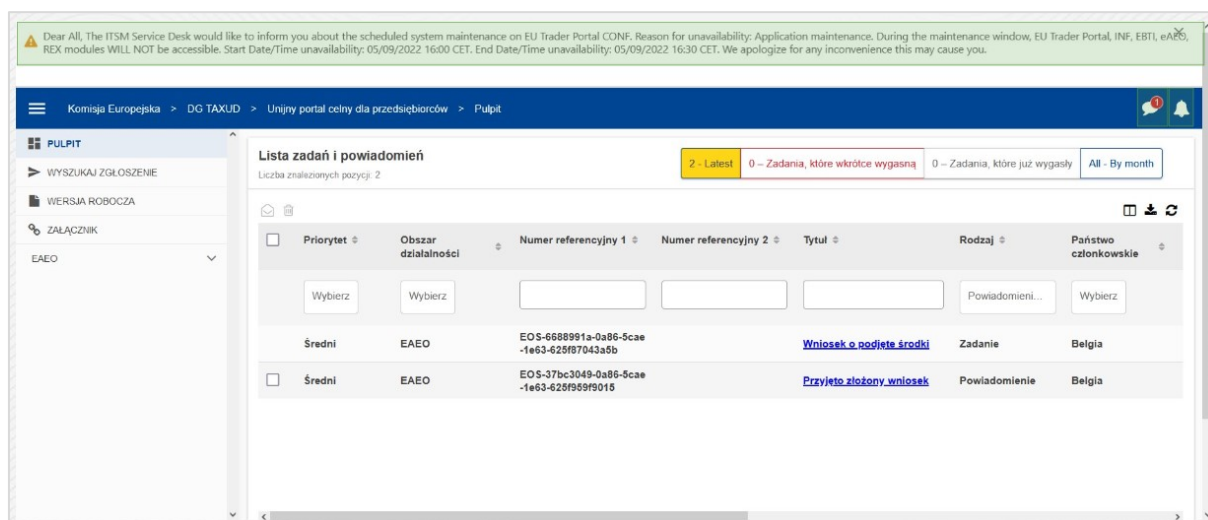 Dear All, The ITSM Service Desk would like to inform you about the scheduled system maintenance on EU Trader Portal CONF. Reason for unavailability: Application maintenance. During the maintenance window, EU Trader Portal, INF, EBTI, eAEO,
REX modules WILL NOT be accessible. Start Date/Time unavailability: 05/09/2022 16:00 CET. End Date/Time unavailability: 05/09/2022 16:30 CET. We apologize for any inconvenience this may cause you.
Komisja Europejska > DG TAXUD > Unijny portal celny dla przedsiębiorców > Pulpit
1
PULPIT
WYSZUKAJ ZGŁOSZENIE
WERSJA ROBOCZA
ZAŁĄCZNIK
EAEO
Lista zadań i powiadomień
Liczba znalezionych pozycji: 2
2 - Latest 0 – Zadania, które wkrótce wygasną 0 – Zadania, które już wygasły All - By month
Priorytet Obszar działalności Numer referencyjny 1 Numer referencyjny 2 Tytuł Rodzaj Państwo członkowskie
Wybierz Wybierz Powiadomieni... Wybierz
Średni EAEO EOS-6688991a-0a86-5cae
-1e63-625f87043a5b Wniosek o podjęte środki Zadanie Belgia
Średni EAEO EOS-37bc3049-0a86-5cae
-1e63-625f959f9015 Przyjęto złożony wniosek Powiadomienie Belgia